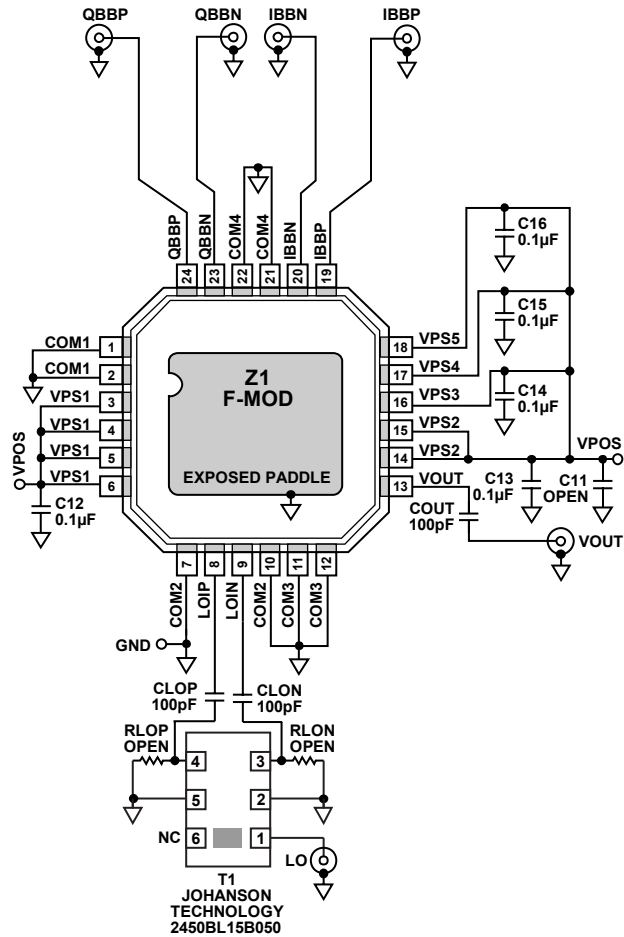 QBBP
QBBN
IBBN
IBBP
QBBP
QBBN
COM4
COM4
IBBN
IBBP
24
23
22
21
20
19
C16
0.1µF
C15
0.1µF
C14
0.1µF
COM1
1
COM1
2
VPS1
3
VPS1
4
VPS1
5
VPS1
6
VPOS
C12
0.1µF
Z1
F-MOD
EXPOSED PADDLE
18
VPS5
17
VPS4
16
VPS3
15
VPS2
14
VPS2
13
VOUT
VPOS
C13
0.1µF
C11
OPEN
COUT
100pF
VOUT
7
8
9
10
11
12
COM2
LOIP
LOIN
COM2
COM3
COM3
GND
CLOP
100pF
CLON
100pF
RLOP
OPEN
RLON
OPEN
4
3
5
2
NC
6
1
LO
T1
JOHANSON
TECHNOLOGY
2450BL15B050